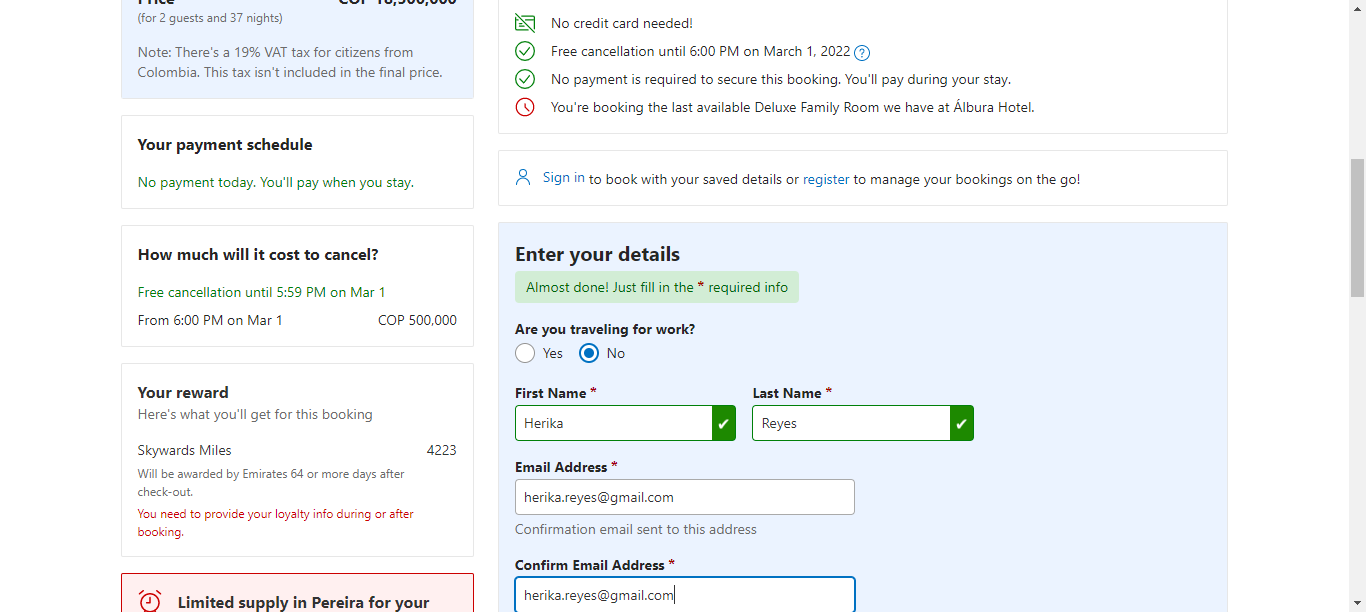 Price COP 18,500,000
(for 2 guests and 37 nights)
Note: There's a 19% VAT tax for citizens from
Colombia. This tax isn't included in the final price.
Your payment schedule
No payment today. You'll pay when you stay.
How much will it cost to cancel?
Free cancellation until 5:59 PM on Mar 1
From 6:00 PM on Mar 1 COP 500,000
Your reward
Here's what you'll get for this booking
Skywards Miles 4223
Will be awarded by Emirates 64 or more days after
check-out.
You need to provide your loyalty info during or after
booking.
Limited supply in Pereira for your
No credit card needed!
Free cancellation until 6:00 PM on March 1, 2022 ?
No payment is required to secure this booking. You'll pay during your stay.
You're booking the last available Deluxe Family Room we have at Álbura Hotel.
Sign in to book with your saved details or register to manage your bookings on the go!
Enter your details
Almost done! Just fill in the * required info
Are you traveling for work?
Yes No
First Name * Last Name *
Herika Reyes
Email Address *
herika.reyes@gmail.com
Confirmation email sent to this address
Confirm Email Address *
herika.reyes@gmail.com